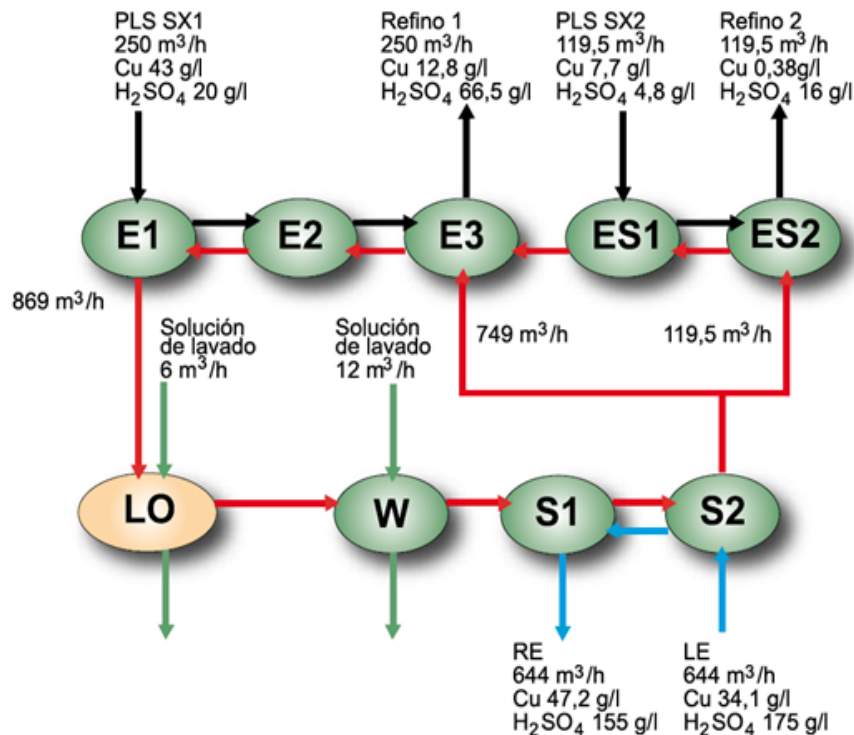 PLS SX1
250 m³/h
Cu 43 g/l
H₂SO₄ 20 g/l
Refino 1
250 m³/h
Cu 12,8 g/l
H₂SO₄ 66,5 g/l
PLS SX2
119,5 m³/h
Cu 7,7 g/l
H₂SO₄ 4,8 g/l
Refino 2
119,5 m³/h
Cu 0,38g/l
H₂SO₄ 16 g/l
E1
E2
E3
ES1
ES2
869 m³/h
Solución
de lavado
6 m³/h
Solución
de lavado
12 m³/h
749 m³/h
119,5 m³/h
LO
W
S1
S2
RE
644 m³/h
Cu 47,2 g/l
H₂SO₄ 155 g/l
LE
644 m³/h
Cu 34,1 g/l
H₂SO₄ 175 g/l